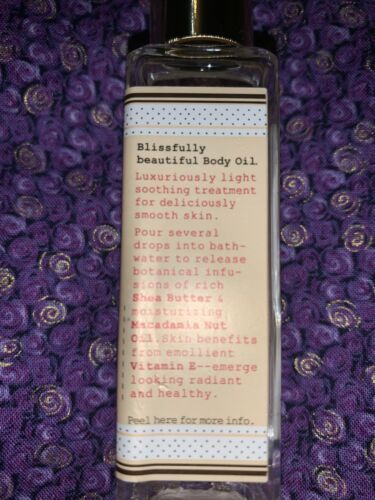 Blissfully
beautiful Body Oil.
Luxuriously light
soothing treatment
for deliciously
smooth skin.
Pour several
drops into bath-
water to release
botanical infu-
sions of rich
Shea Butter &
moisturizing
Macadamia Nut
Oil.Skin benefits
from emollient
Vitamin E--emerge
looking radiant
and healthy.
Peel here for more info.